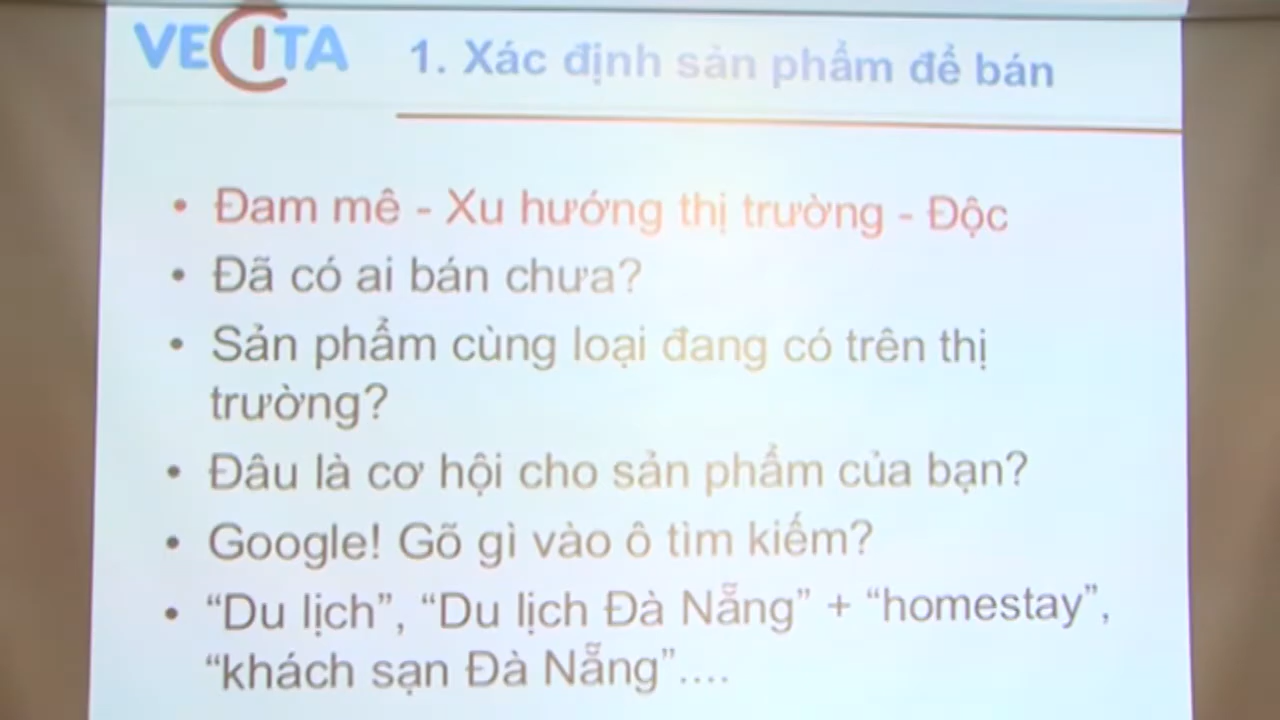 VECITA
1. Xác định sản phẩm để bán
• Đam mê - Xu hướng thị trường - Độc
• Đã có ai bán chưa?
• Sản phẩm cùng loại đang có trên thị
trường?
• Đâu là cơ hội cho sản phẩm của bạn?
• Google! Gõ gì vào ô tìm kiếm?
• “Du lịch”, “Du lịch Đà Nẵng” + “homestay”,
“khách sạn Đà Nẵng”....